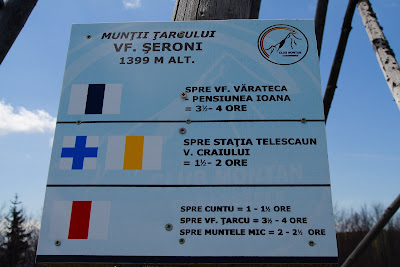 MUNȚII ȚARCULUI
VF. ȘERONI
1399 M ALT.
SPRE VF. VĂRATECA
- PENSIUNEA IOANA
= 3½- 4 ORE
SPRE STAȚIA TELESCAUN
V. CRAIULUI
= 1½- 2 ORE
SPRE CUNTU = 1 - 1½ ORE
SPRE VF. ȚARCU = 3½ - 4 ORE
SPRE MUNTELE MIC = 2 - 2½ ORE